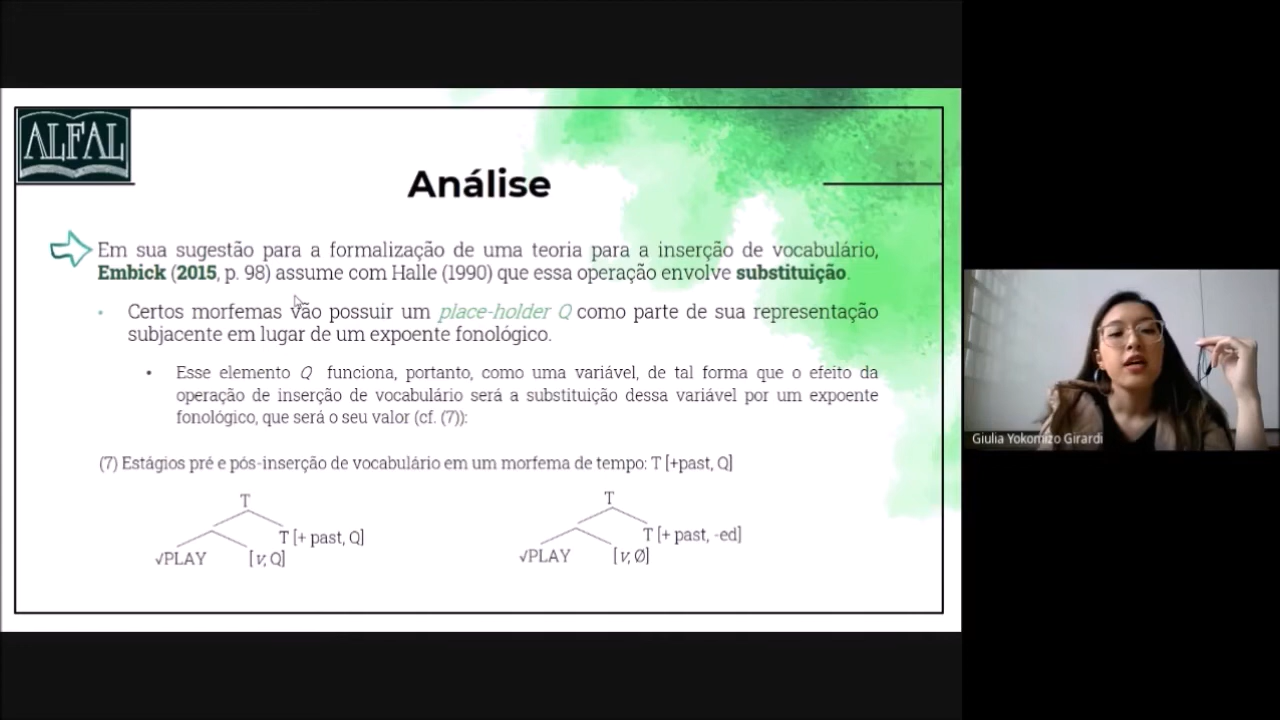 ALFAL
Análise
Em sua sugestão para a formalização de uma teoria para a inserção de vocabulário,
Embick (2015, p. 98) assume com Halle (1990) que essa operação envolve substituição.
• Certos morfemas vão possuir um place-holder Q como parte de sua representação
subjacente em lugar de um expoente fonológico.
• Esse elemento Q funciona, portanto, como uma variável, de tal forma que o efeito da
operação de inserção de vocabulário será a substituição dessa variável por um expoente
fonológico, que será o seu valor (cf. (7)):
(7) Estágios pré e pós-inserção de vocabulário em um morfema de tempo: T [+past, Q]
T
T [+ past, Q]
√PLAY [v, Q]
T
T [+ past, -ed]
√PLAY [v, Ø]
Giulia Yokomizo Girardi